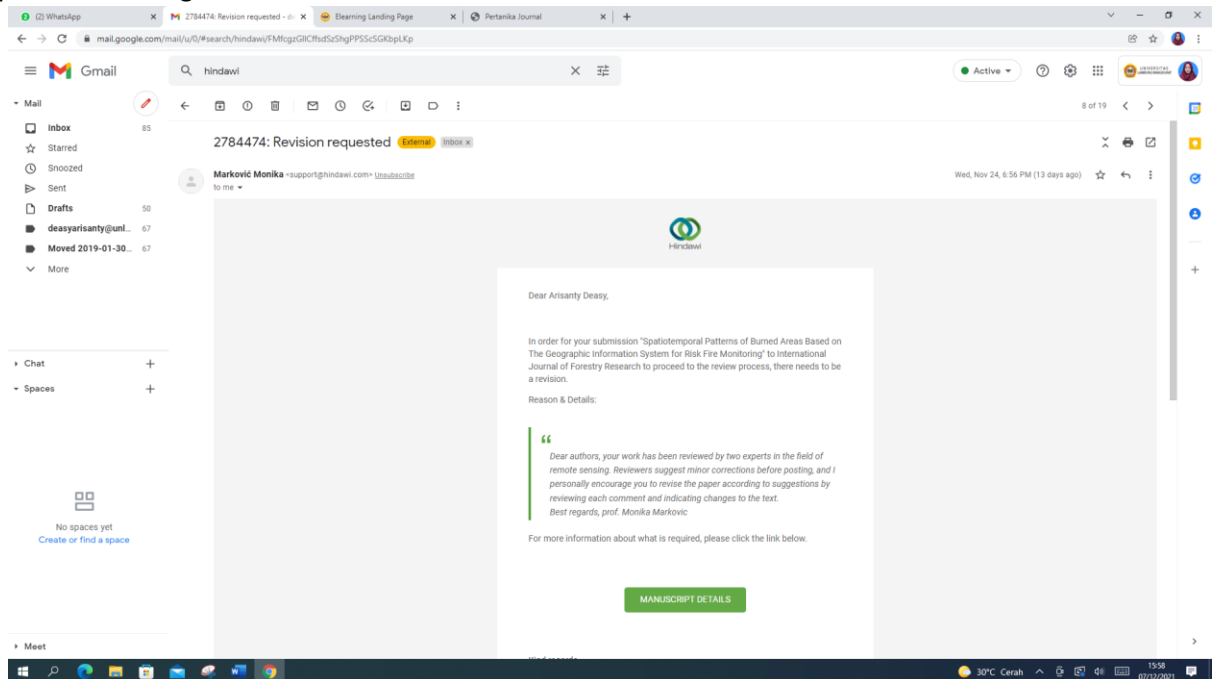 (2) WhatsApp
2784474: Revision requested - de
Elearning Landing Page
Pertanika Journal
mail.google.com/mail/u/0/#search/hindawi/FMfcgzGllCffsdSzShgPPSScSGKbpLKp
Gmail
hindawi
Active
UNIVERSITAS
Mail
8 of 19
Inbox 85
Starred
Snoozed
Sent
Drafts 50
deasyarisanty@unl... 67
Moved 2019-01-30... 67
More
Chat
Spaces
No spaces yet
Create or find a space
Meet
2784474: Revision requested External Inbox x
Marković Monika <support@hindawi.com> Unsubscribe
Wed, Nov 24, 6:56 PM (13 days ago)
to me
Hindawi
Dear Arisanty Deasy,
In order for your submission "Spatiotemporal Patterns of Burned Areas Based on
The Geographic Information System for Risk Fire Monitoring" to International
Journal of Forestry Research to proceed to the review process, there needs to be
a revision.
Reason & Details:
“
Dear authors, your work has been reviewed by two experts in the field of
remote sensing. Reviewers suggest minor corrections before posting, and I
personally encourage you to revise the paper according to suggestions by
reviewing each comment and indicating changes to the text.
Best regards, prof. Monika Markovic
For more information about what is required, please click the link below.
MANUSCRIPT DETAILS
30°C Cerah
15:58
07/12/2021